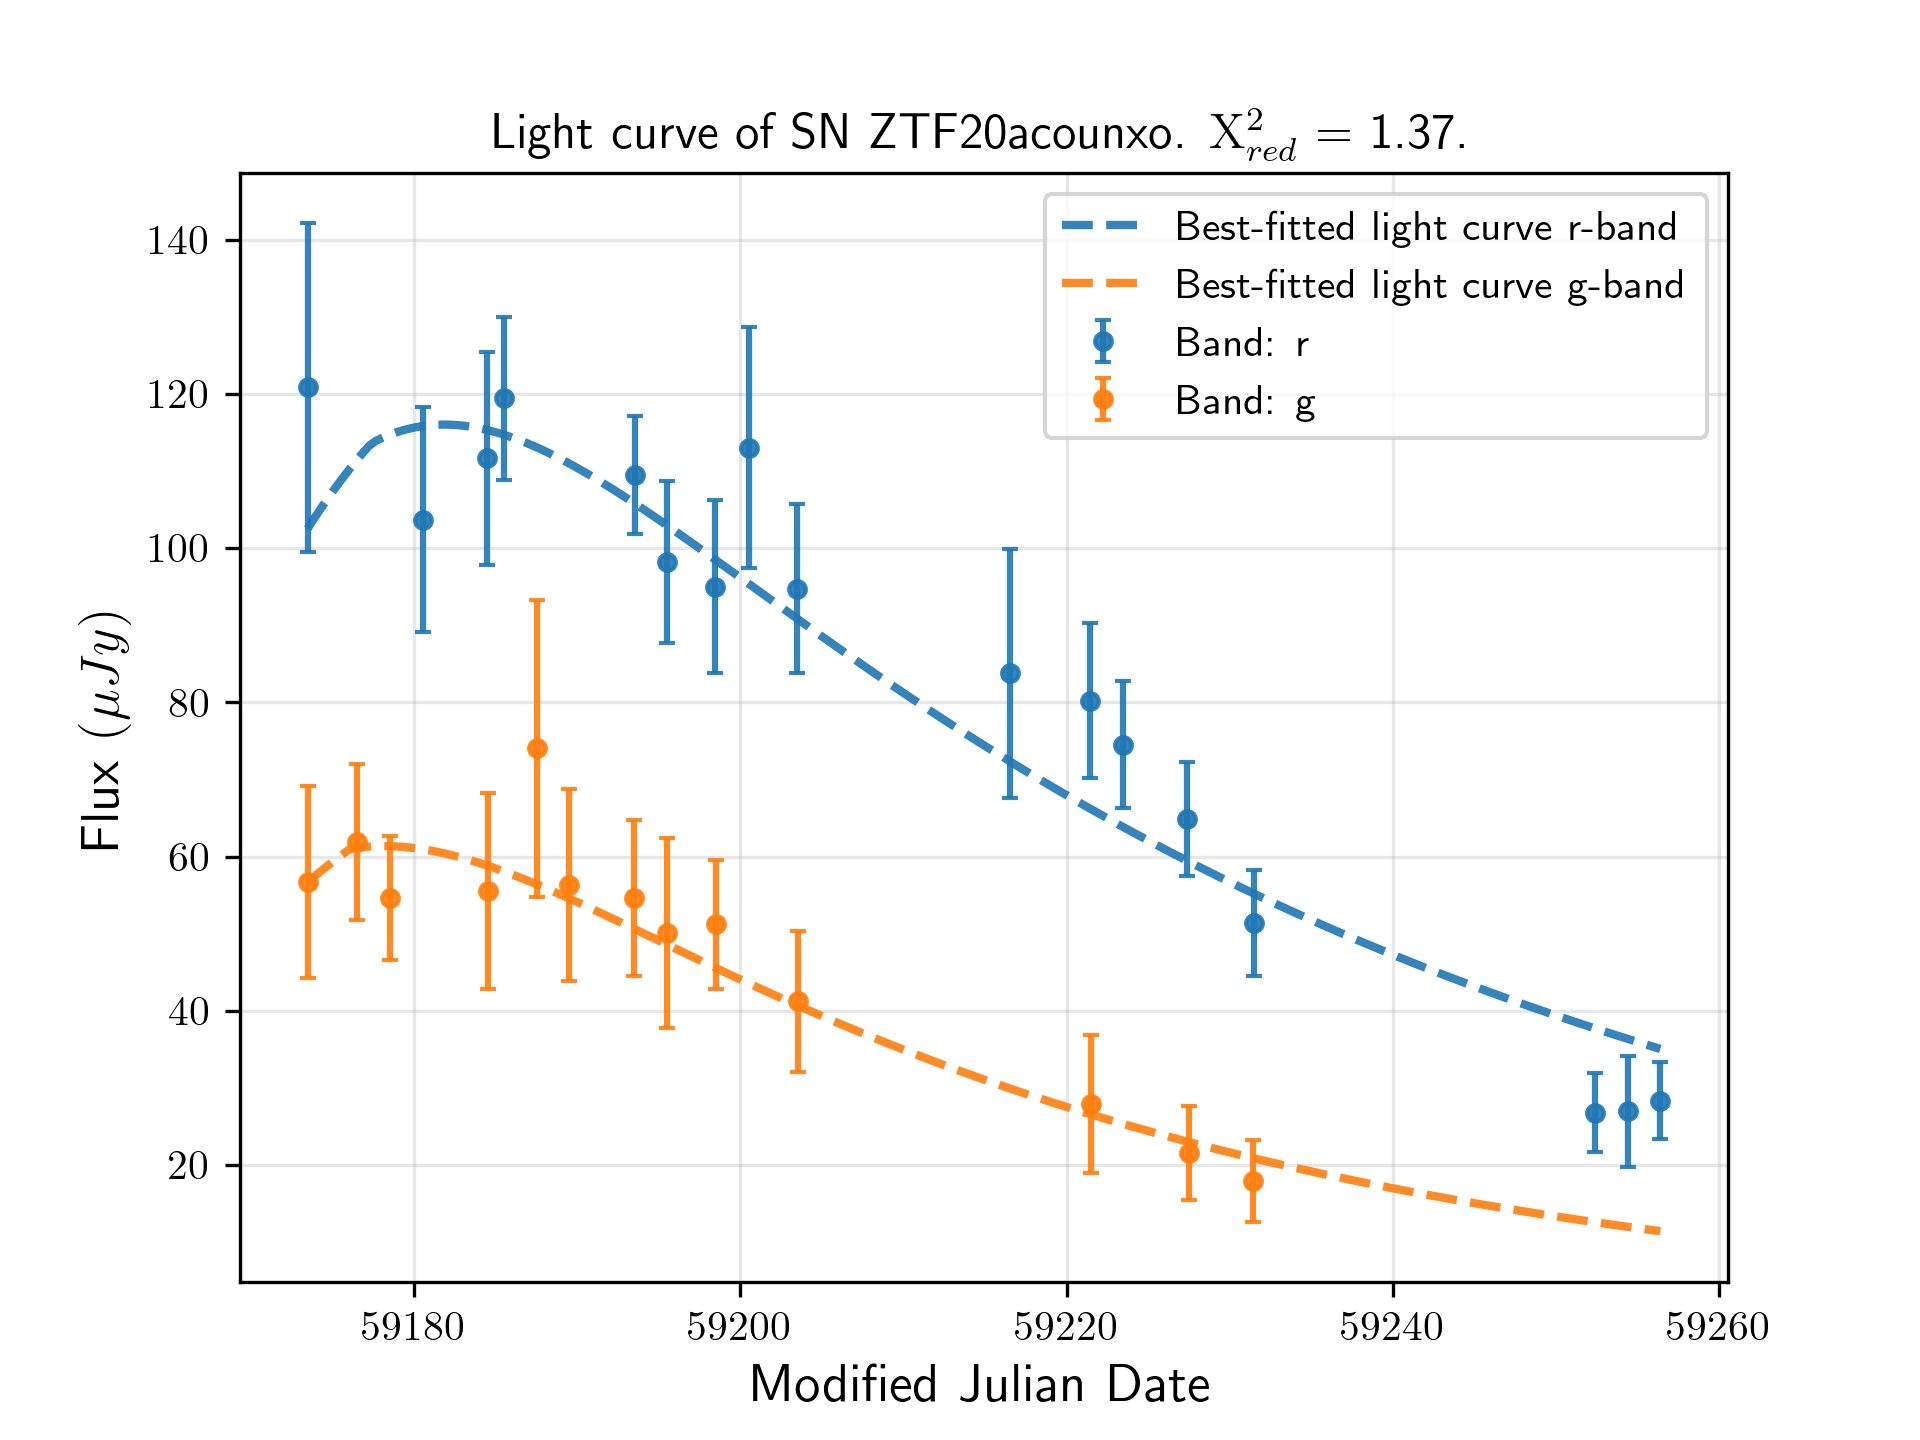 Light curve of SN ZTF20acounxo. X²_red = 1.37.
Best-fitted light curve r-band
Best-fitted light curve g-band
Band: r
Band: g
140
120
100
80
60
40
20
Flux (μJy)
59180 59200 59220 59240 59260
Modified Julian Date